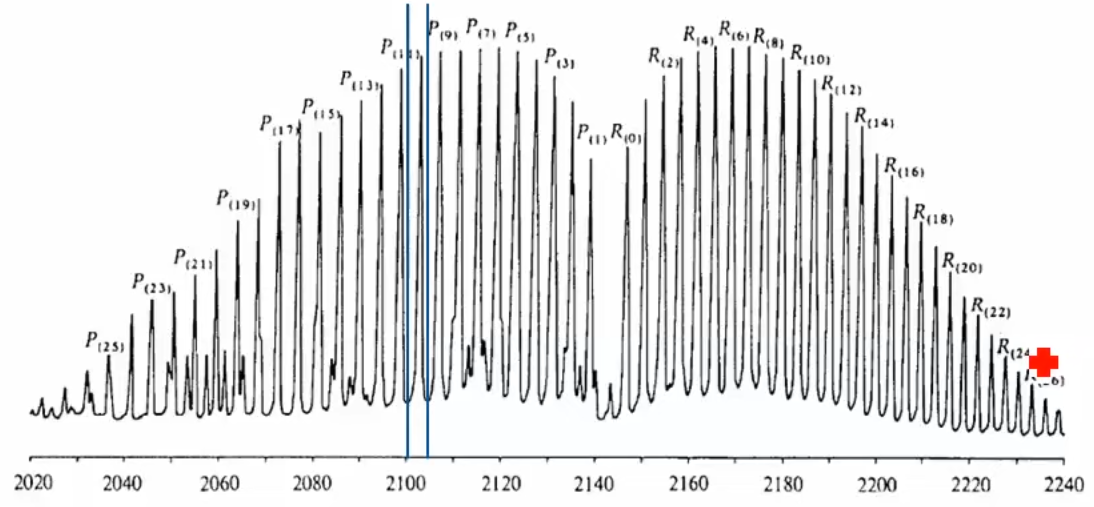 P(25) P(23) P(21) P(19) P(17) P(15) P(13) P(11) P(9) P(7) P(5) P(3) P(1) R(0) R(2) R(4) R(6) R(8) R(10) R(12) R(14) R(16) R(18) R(20) R(22) R(24
2020 2040 2060 2080 2100 2120 2140 2160 2180 2200 2220 2240